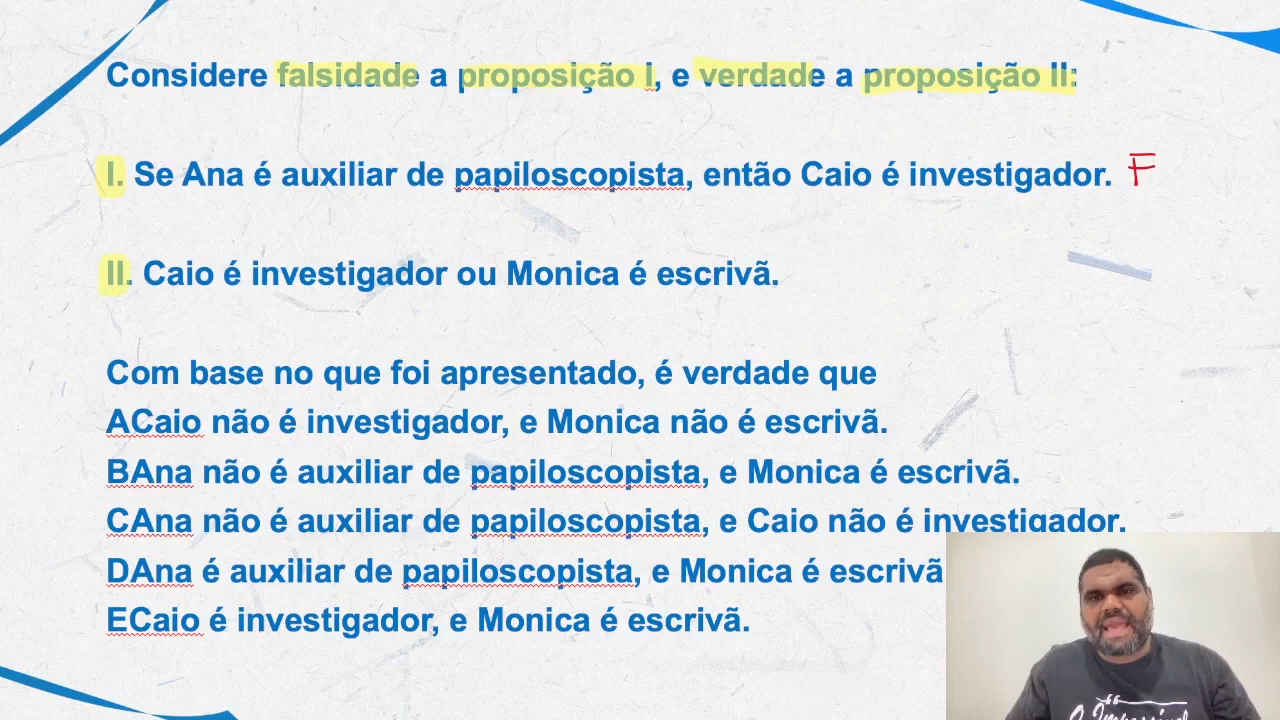 Considere falsidade a proposição I, e verdade a proposição II:
I. Se Ana é auxiliar de papiloscopista, então Caio é investigador. F
II. Caio é investigador ou Monica é escrivã.
Com base no que foi apresentado, é verdade que
ACaio não é investigador, e Monica não é escrivã.
BAna não é auxiliar de papiloscopista, e Monica é escrivã.
CAna não é auxiliar de papiloscopista, e Caio não é investigador.
DAna é auxiliar de papiloscopista, e Monica é escrivã
ECaio é investigador, e Monica é escrivã.